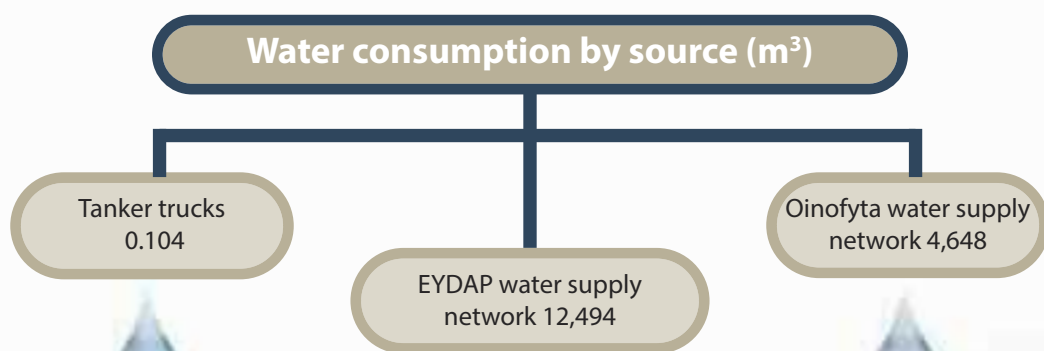 Water consumption by source (m³)
Tanker trucks
0.104
EYDAP water supply
network 12,494
Oinofyta water supply
network 4,648